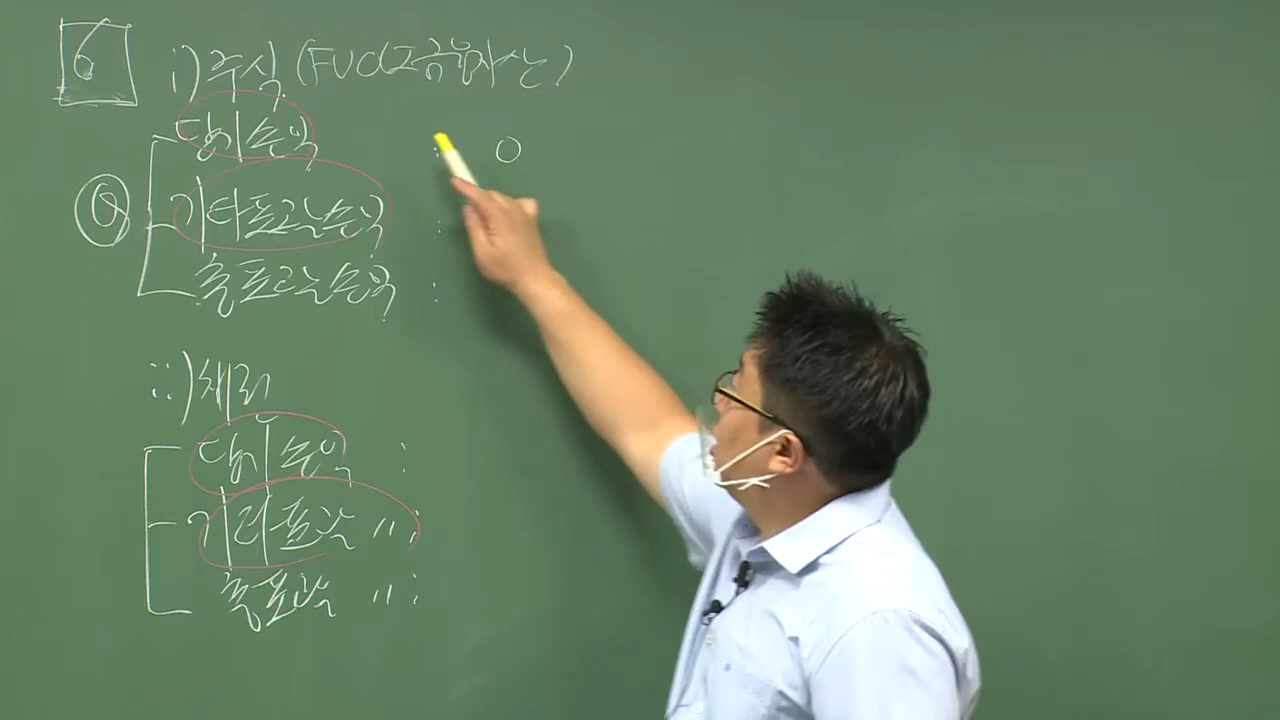 6
i) 주식 (FVOCI금융자산)
당기손익 : 0
Q
기타포괄손익 :
총포괄손익 :
ii) 채권
당기손익 :
기타포괄 〃 :
총포괄 〃 :